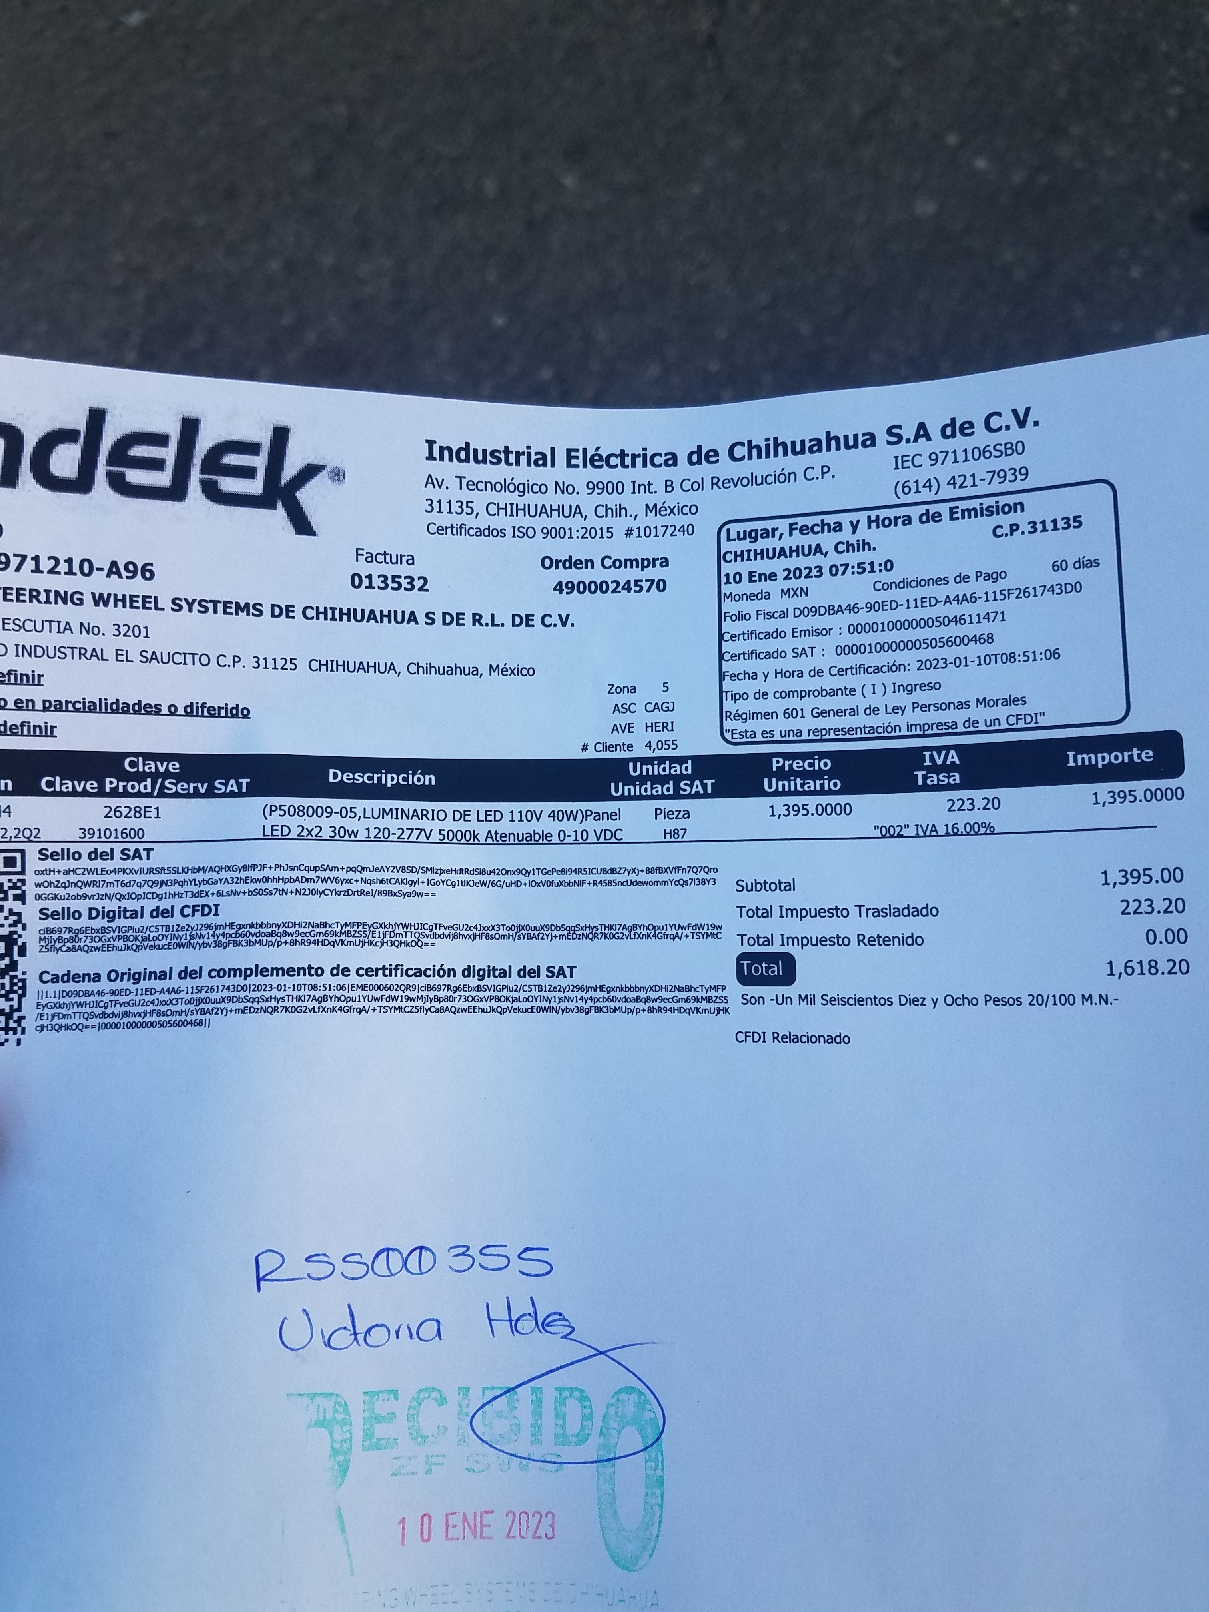 ndelek®
Industrial Eléctrica de Chihuahua S.A de C.V.
Av. Tecnológico No. 9900 Int. B Col Revolución C.P.
31135, CHIHUAHUA, Chih., México
Certificados ISO 9001:2015 #1017240
IEC 971106SB0
(614) 421-7939
Factura
013532
Orden Compra
4900024570
Lugar, Fecha y Hora de Emision
CHIHUAHUA, Chih. C.P.31135
10 Ene 2023 07:51:0
Moneda MXN Condiciones de Pago 60 días
Folio Fiscal D09DBA46-90ED-11ED-A4A6-115F261743D0
Certificado Emisor : 00001000000504611471
Certificado SAT : 00001000000505600468
Fecha y Hora de Certificación: 2023-01-10T08:51:06
Tipo de comprobante ( I ) Ingreso
Régimen 601 General de Ley Personas Morales
"Esta es una representación impresa de un CFDI"
971210-A96
TEERING WHEEL SYSTEMS DE CHIHUAHUA S DE R.L. DE C.V.
ESCUTIA No. 3201
O INDUSTRIAL EL SAUCITO C.P. 31125 CHIHUAHUA, Chihuahua, México
efinir
o en parcialidades o diferido
definir
Zona 5
ASC CAGJ
AVE HERI
# Cliente 4,055
n Clave
Clave Prod/Serv SAT
Descripción
Unidad
Unidad SAT
Precio
Unitario
IVA
Tasa
Importe
2628E1 (P508009-05,LUMINARIO DE LED 110V 40W)Panel Pieza 1,395.0000 223.20 1,395.0000
2,2Q2 39101600 LED 2x2 30w 120-277V 5000k Atenuable 0-10 VDC H87 "002" IVA 16.00%
Sello del SAT
Sello Digital del CFDI
Cadena Original del complemento de certificación digital del SAT
Subtotal 1,395.00
Total Impuesto Trasladado 223.20
Total Impuesto Retenido 0.00
Total 1,618.20
Son -Un Mil Seiscientos Diez y Ocho Pesos 20/100 M.N.-
CFDI Relacionado
RSS00355
Victoria Hdez
RECIBIDO
ZF SWS
10 ENE 2023
WHEEL SYSTEMS DE CHIHUAHUA